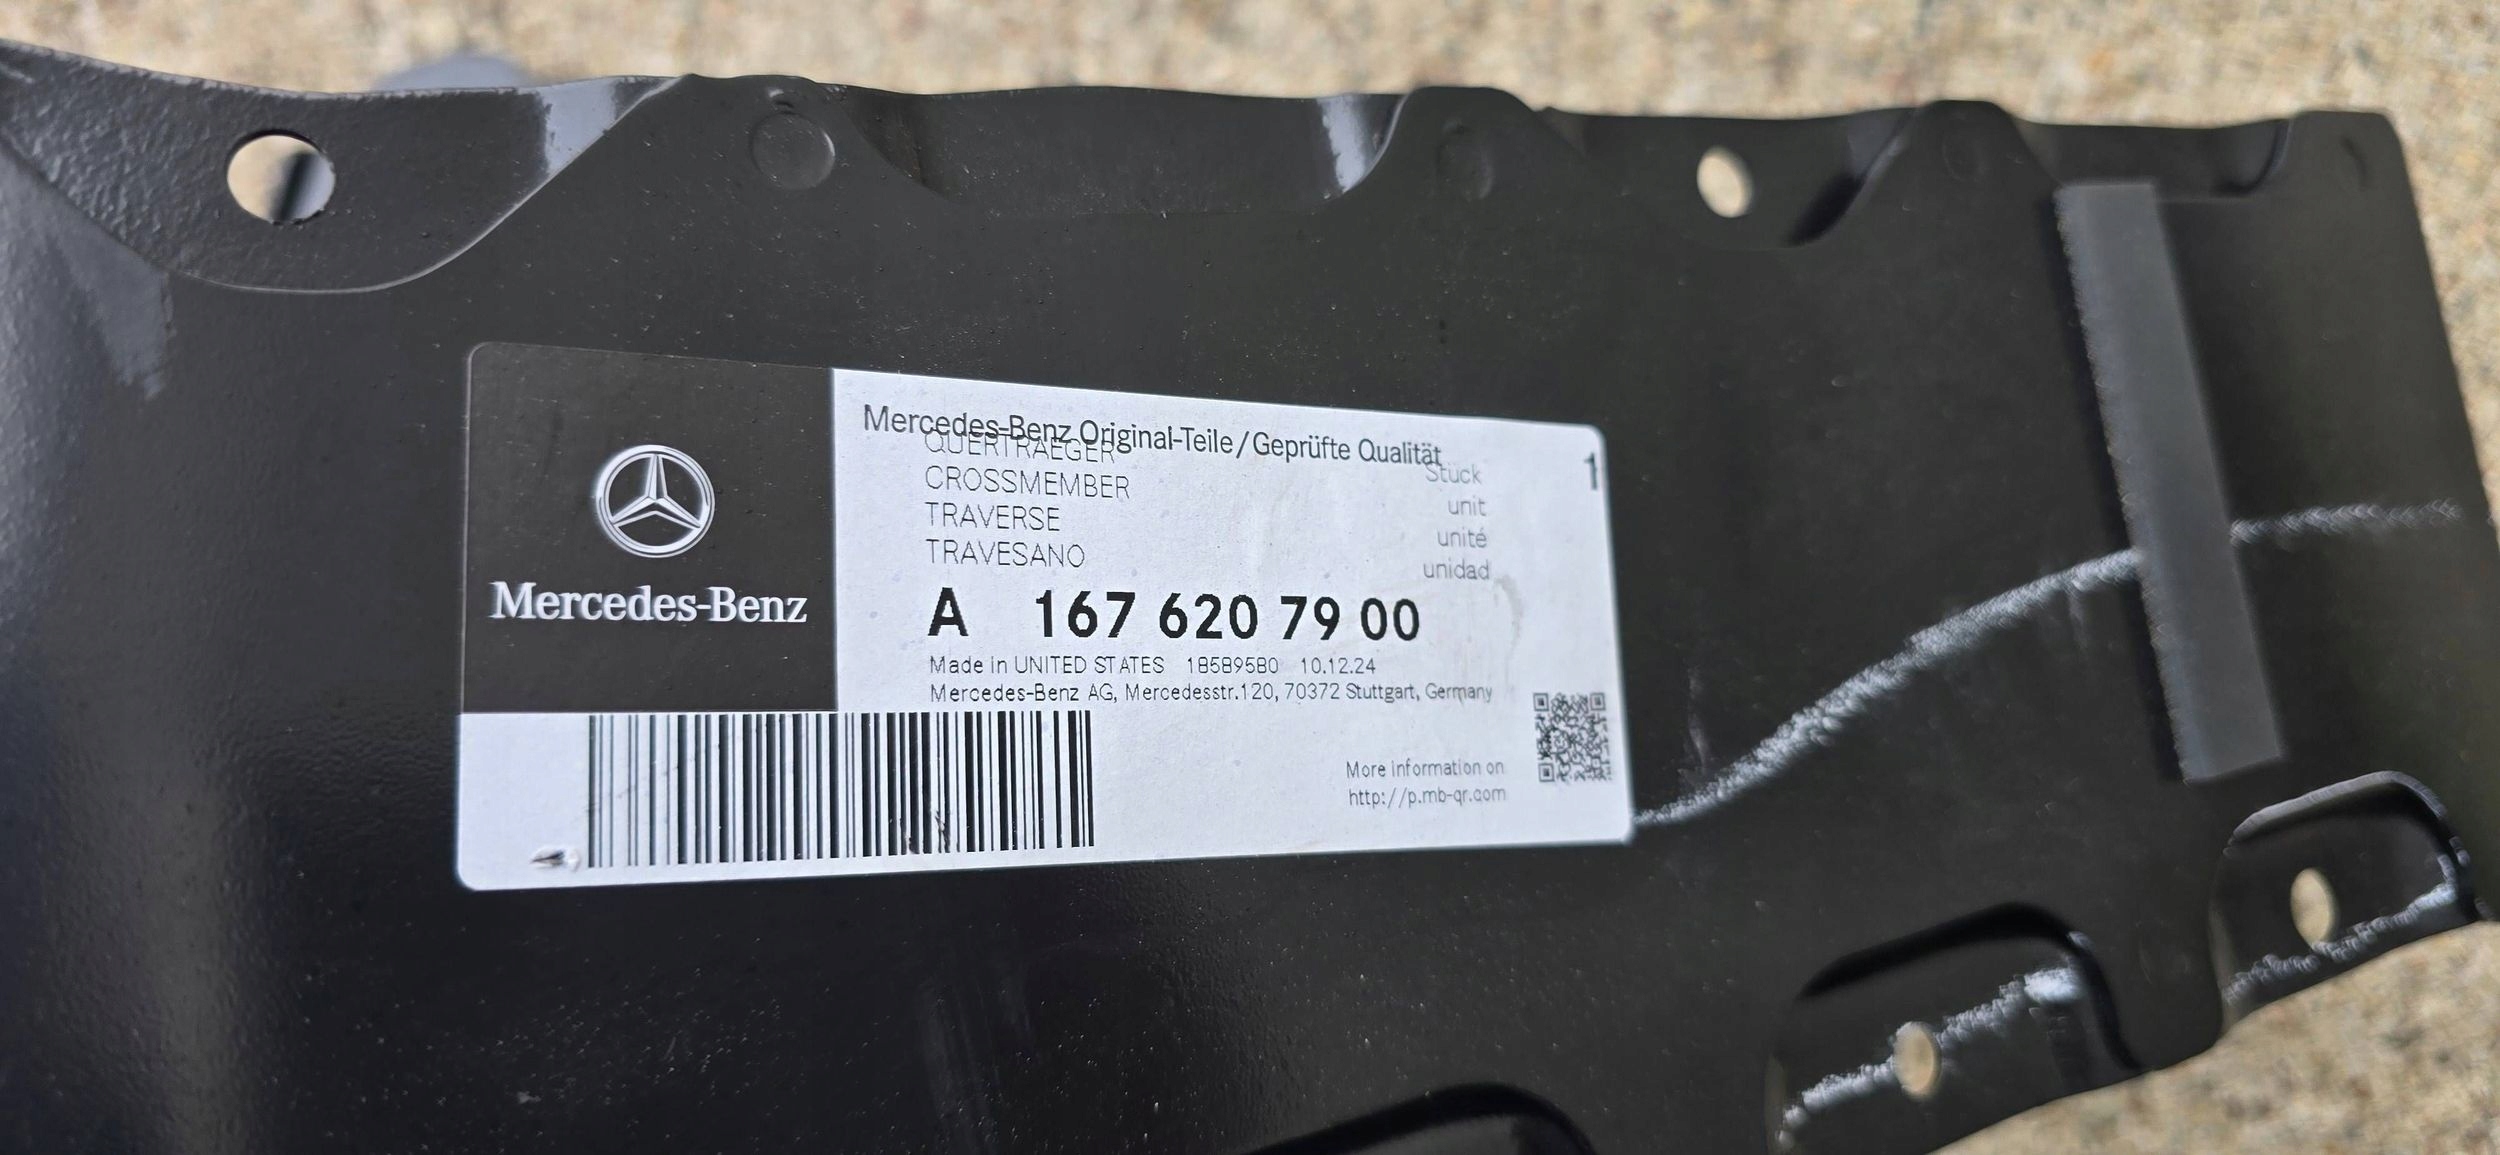 Mercedes-Benz
Mercedes-Benz Original-Teile/Geprüfte Qualität
QUERTRAEGER
CROSSMEMBER
TRAVERSE
TRAVESANO
Stück
unit
unité
unidad
1
A 167 620 79 00
Made in UNITED STATES 18589580 10.12.24
Mercedes-Benz AG, Mercedesstr.120, 70372 Stuttgart, Germany
More information on
http://p.mb-qr.com